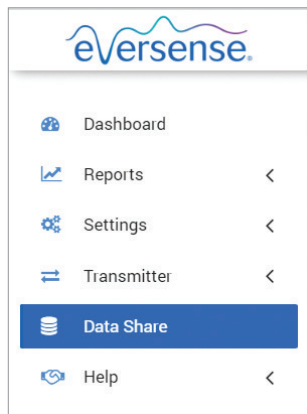 eversense.
Dashboard
Reports
Settings
Transmitter
Data Share
Help